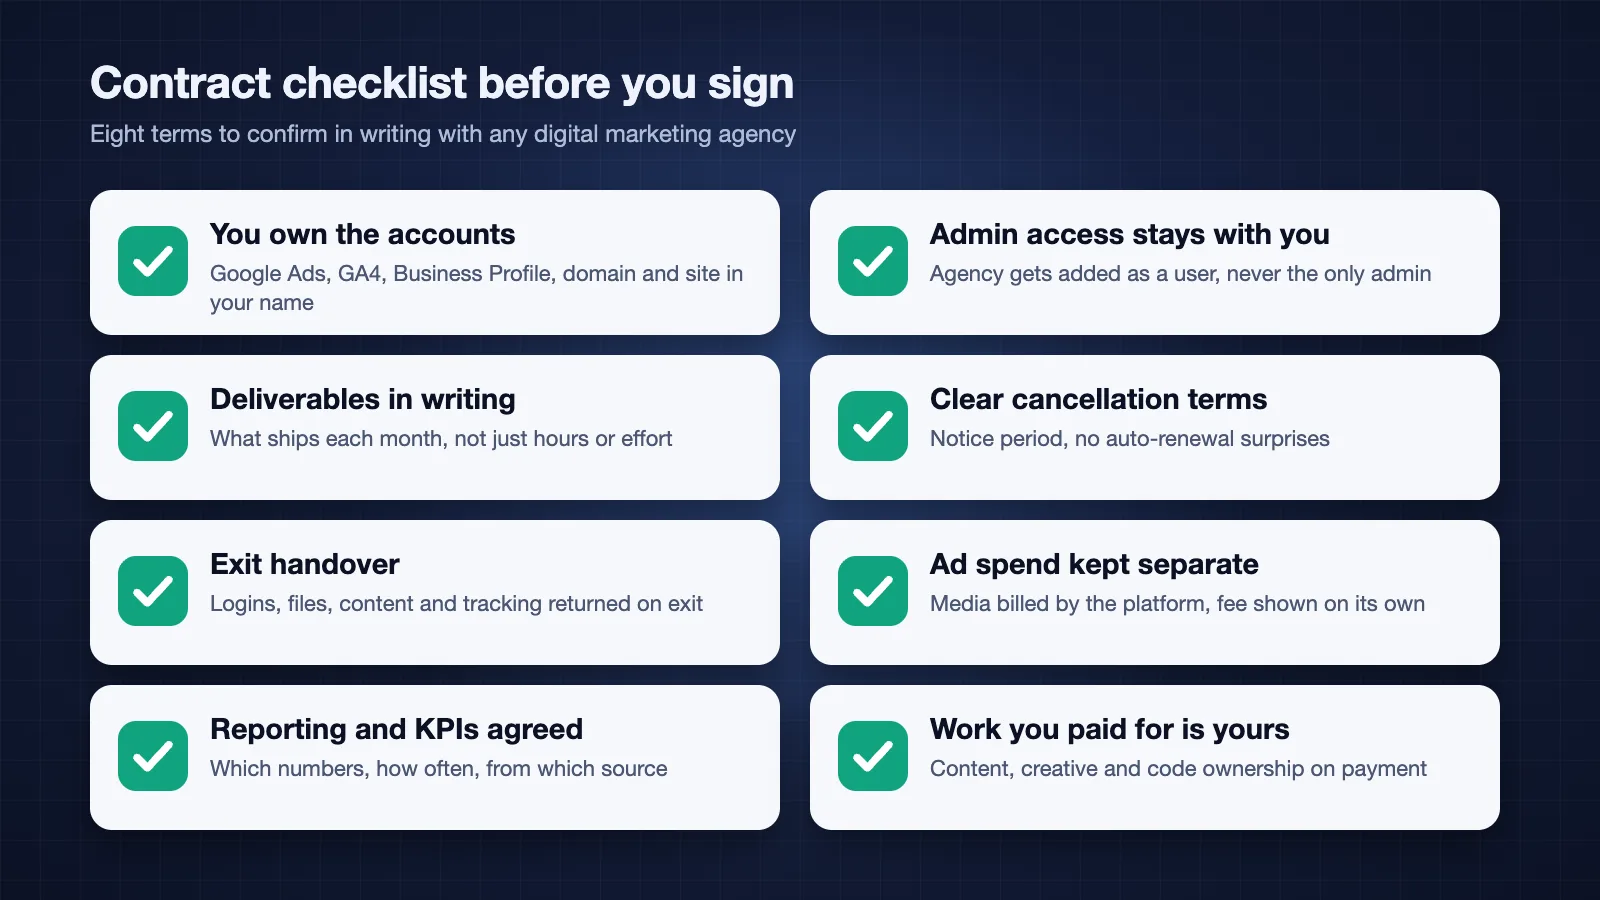 Contract checklist before you sign
Eight terms to confirm in writing with any digital marketing agency
You own the accounts
Google Ads, GA4, Business Profile, domain and site in
your name
Admin access stays with you
Agency gets added as a user, never the only admin
Deliverables in writing
What ships each month, not just hours or effort
Clear cancellation terms
Notice period, no auto-renewal surprises
Exit handover
Logins, files, content and tracking returned on exit
Ad spend kept separate
Media billed by the platform, fee shown on its own
Reporting and KPIs agreed
Which numbers, how often, from which source
Work you paid for is yours
Content, creative and code ownership on payment